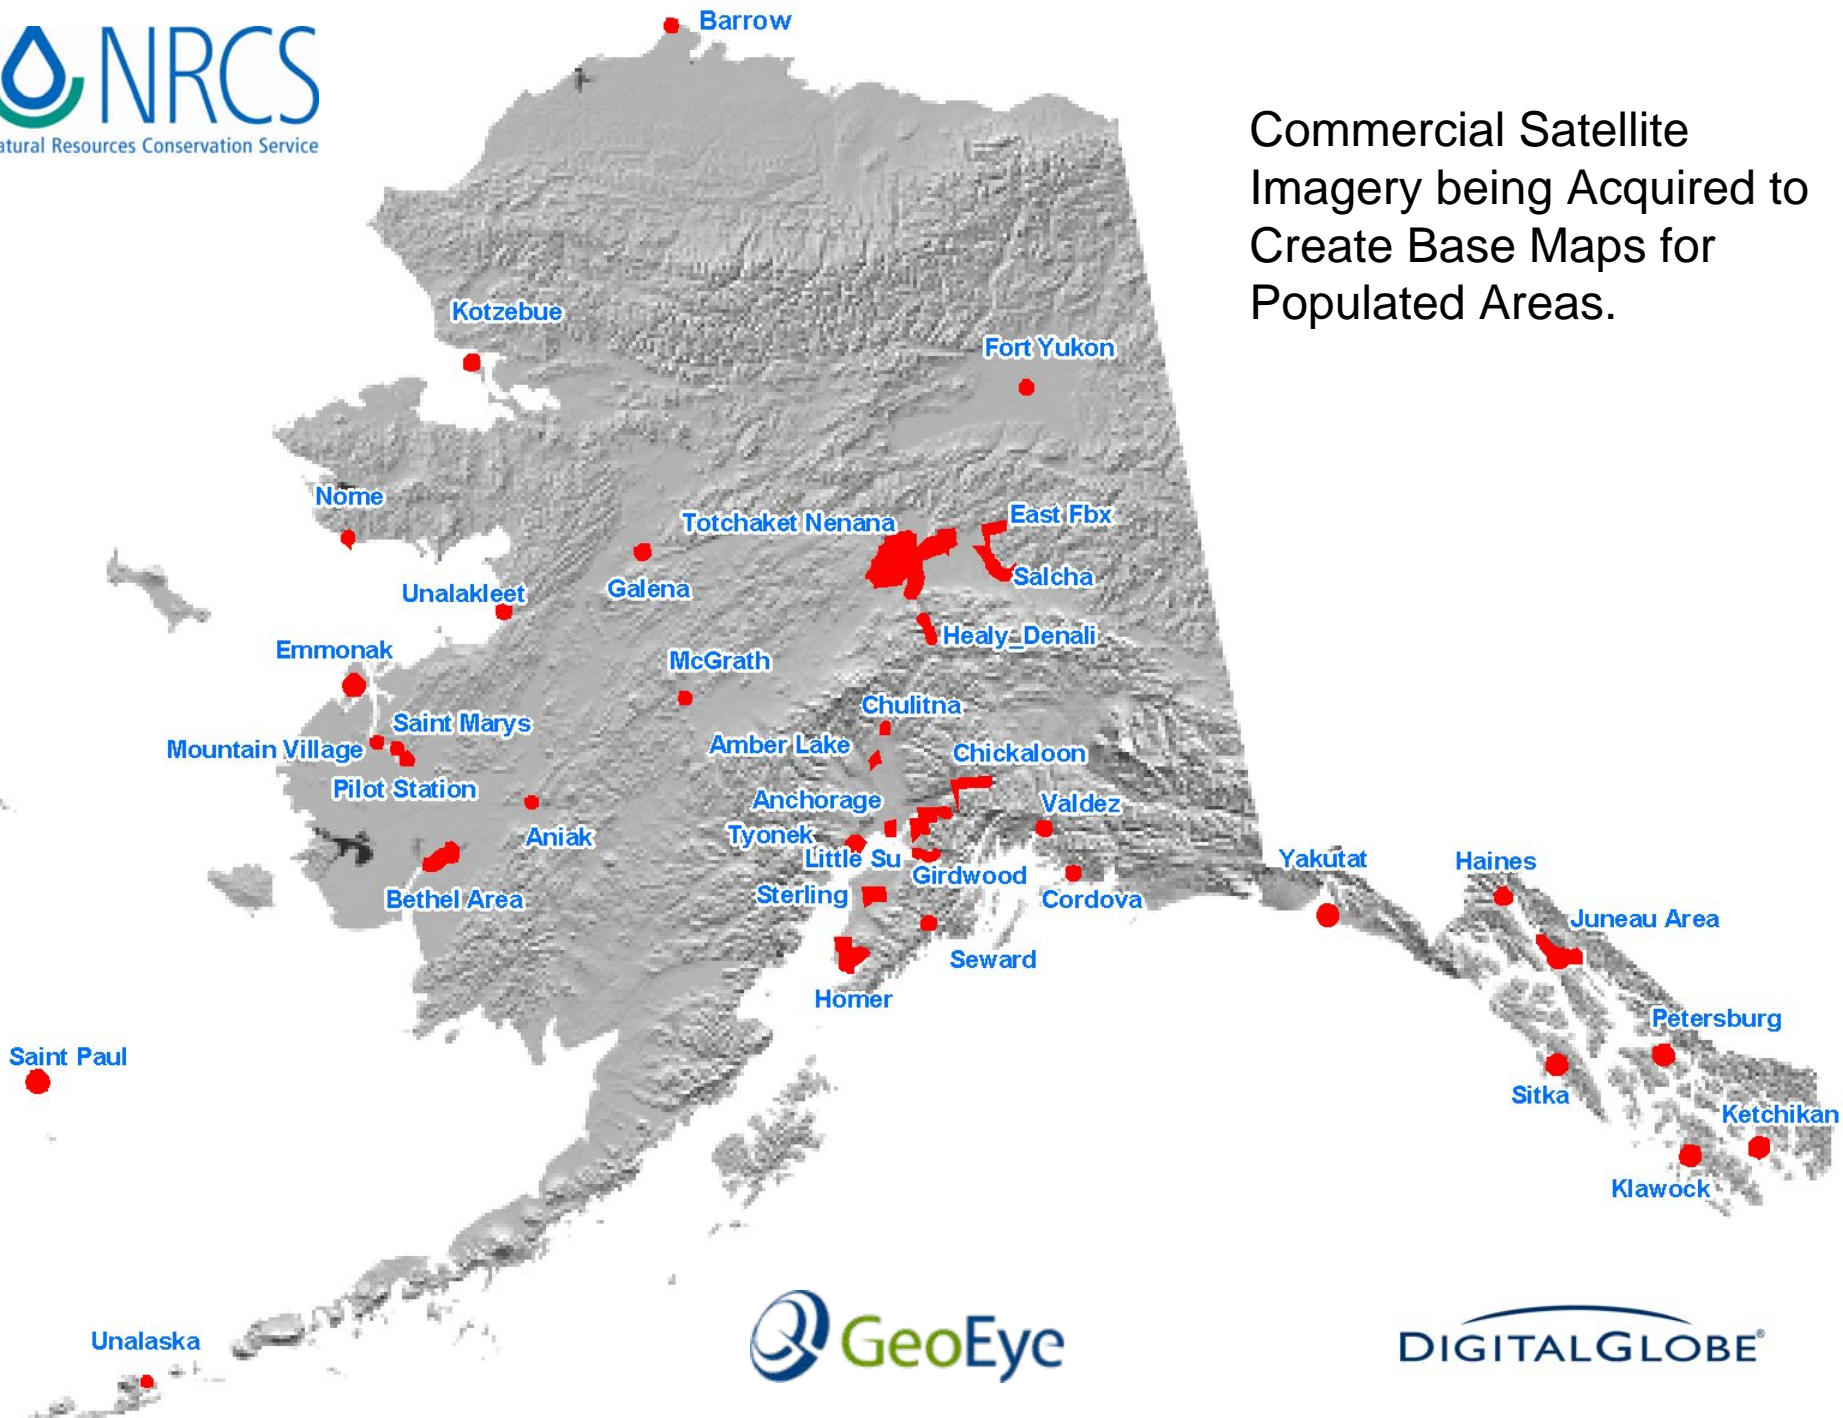 Barrow
NRCS
atural Resources Conservation Service
Commercial Satellite
Imagery being Acquired to
Create Base Maps for
Populated Areas.
Kotzebue
Fort Yukon
Nome
Totchaket Nenana
East Fbx
Salcha
Galena
Unalakleet
Healy_Denali
Emmonak
McGrath
Chulitna
Saint Marys
Mountain Village
Amber Lake
Chickaloon
Pilot Station
Anchorage
Valdez
Aniak
Tyonek
Little Su
Girdwood
Yakutat
Haines
Bethel Area
Sterling
Cordova
Juneau Area
Seward
Homer
Petersburg
Saint Paul
Sitka
Ketchikan
Klawock
Unalaska
GeoEye
DIGITALGLOBE®